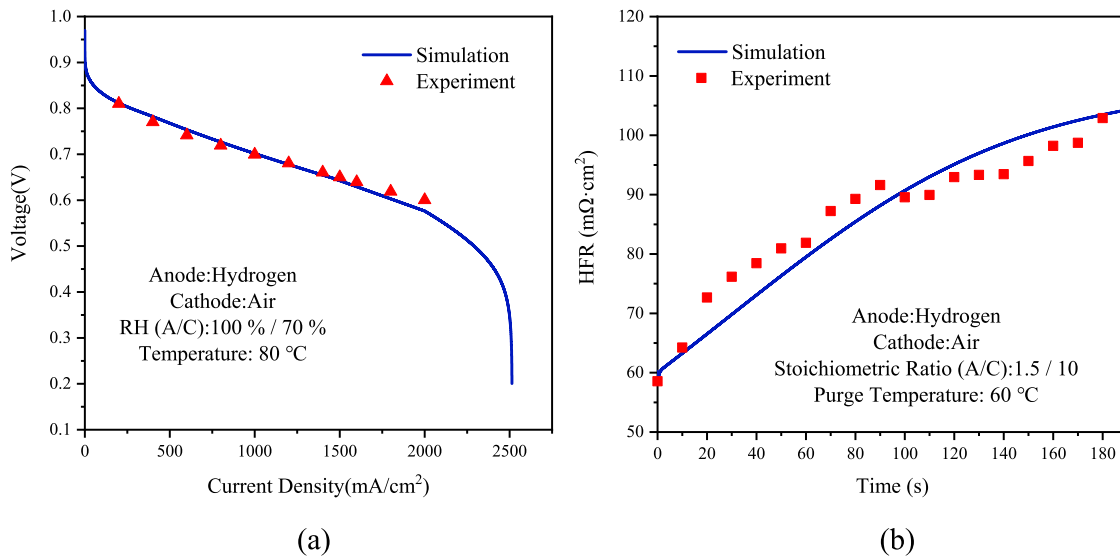 1.0
0.9
0.8
0.7
0.6
0.5
0.4
0.3
0.2
0.1
Voltage(V)
Simulation
Experiment
Anode:Hydrogen
Cathode:Air
RH (A/C):100 % / 70 %
Temperature: 80 ℃
0 500 1000 1500 2000 2500
Current Density(mA/cm²)
(a)
120
110
100
90
80
70
60
50
HFR (mΩ·cm²)
Simulation
Experiment
Anode:Hydrogen
Cathode:Air
Stoichiometric Ratio (A/C):1.5 / 10
Purge Temperature: 60 ℃
0 20 40 60 80 100 120 140 160 180
Time (s)
(b)